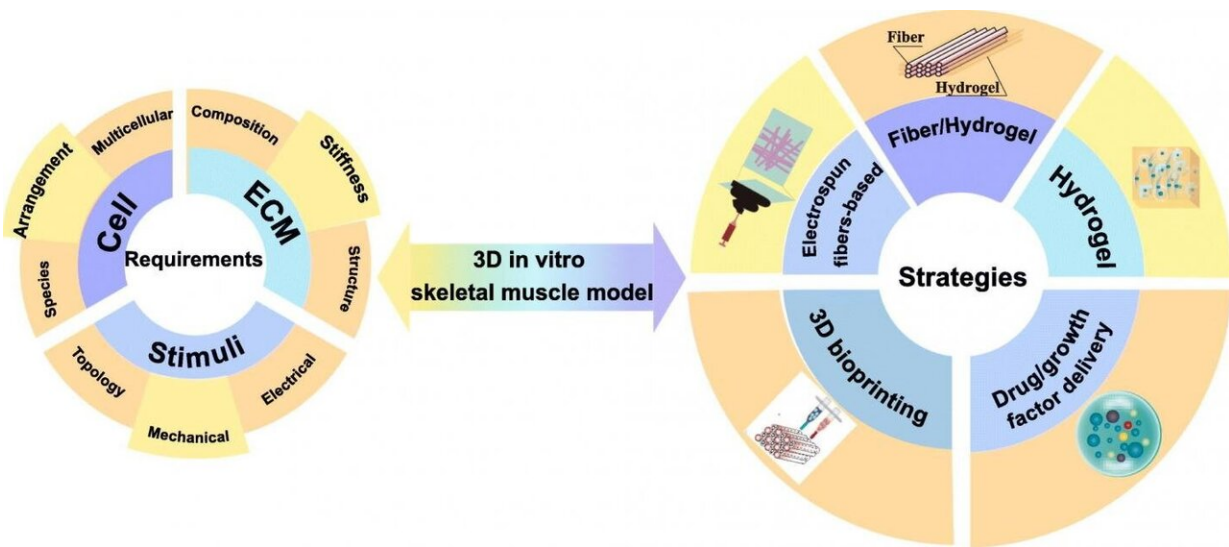 Multicellular
Composition
Arrangement
Stiffness
Cell
ECM
Requirements
Species
Structure
Stimuli
Topology
Electrical
Mechanical
3D in vitro
skeletal muscle model
Fiber
Hydrogel
Fiber/Hydrogel
Electrospun
fibers-based
Hydrogel
Strategies
3D bioprinting
Drug/growth
factor delivery